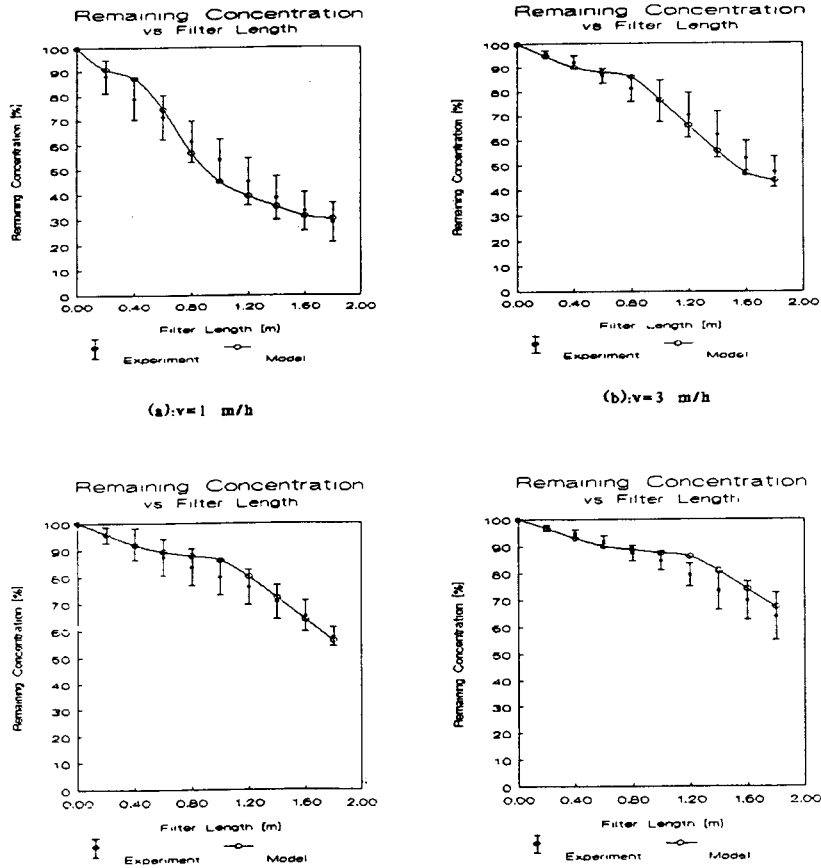 Remaining Concentration
vs Filter Length
Remaining Concentration [%]
100
90
80
70
60
50
40
30
20
10
0
0.00 0.40 0.80 1.20 1.60 2.00
Filter Length [m]
Experiment Model
(a):v=1 m/h
Remaining Concentration
vs Filter Length
Remaining Concentration [%]
100
90
80
70
60
50
40
30
20
10
0
0.00 0.40 0.80 1.20 1.60 2.00
Filter Length [m]
Experiment Model
(b):v=3 m/h
Remaining Concentration
vs Filter Length
Remaining Concentration [%]
100
90
80
70
60
50
40
30
20
10
0
0.00 0.40 0.80 1.20 1.60 2.00
Filter Length [m]
Experiment Model
Remaining Concentration
vs Filter Length
Remaining Concentration [%]
100
90
80
70
60
50
40
30
20
10
0
0.00 0.40 0.80 1.20 1.60 2.00
Filter Length [m]
Experiment Model